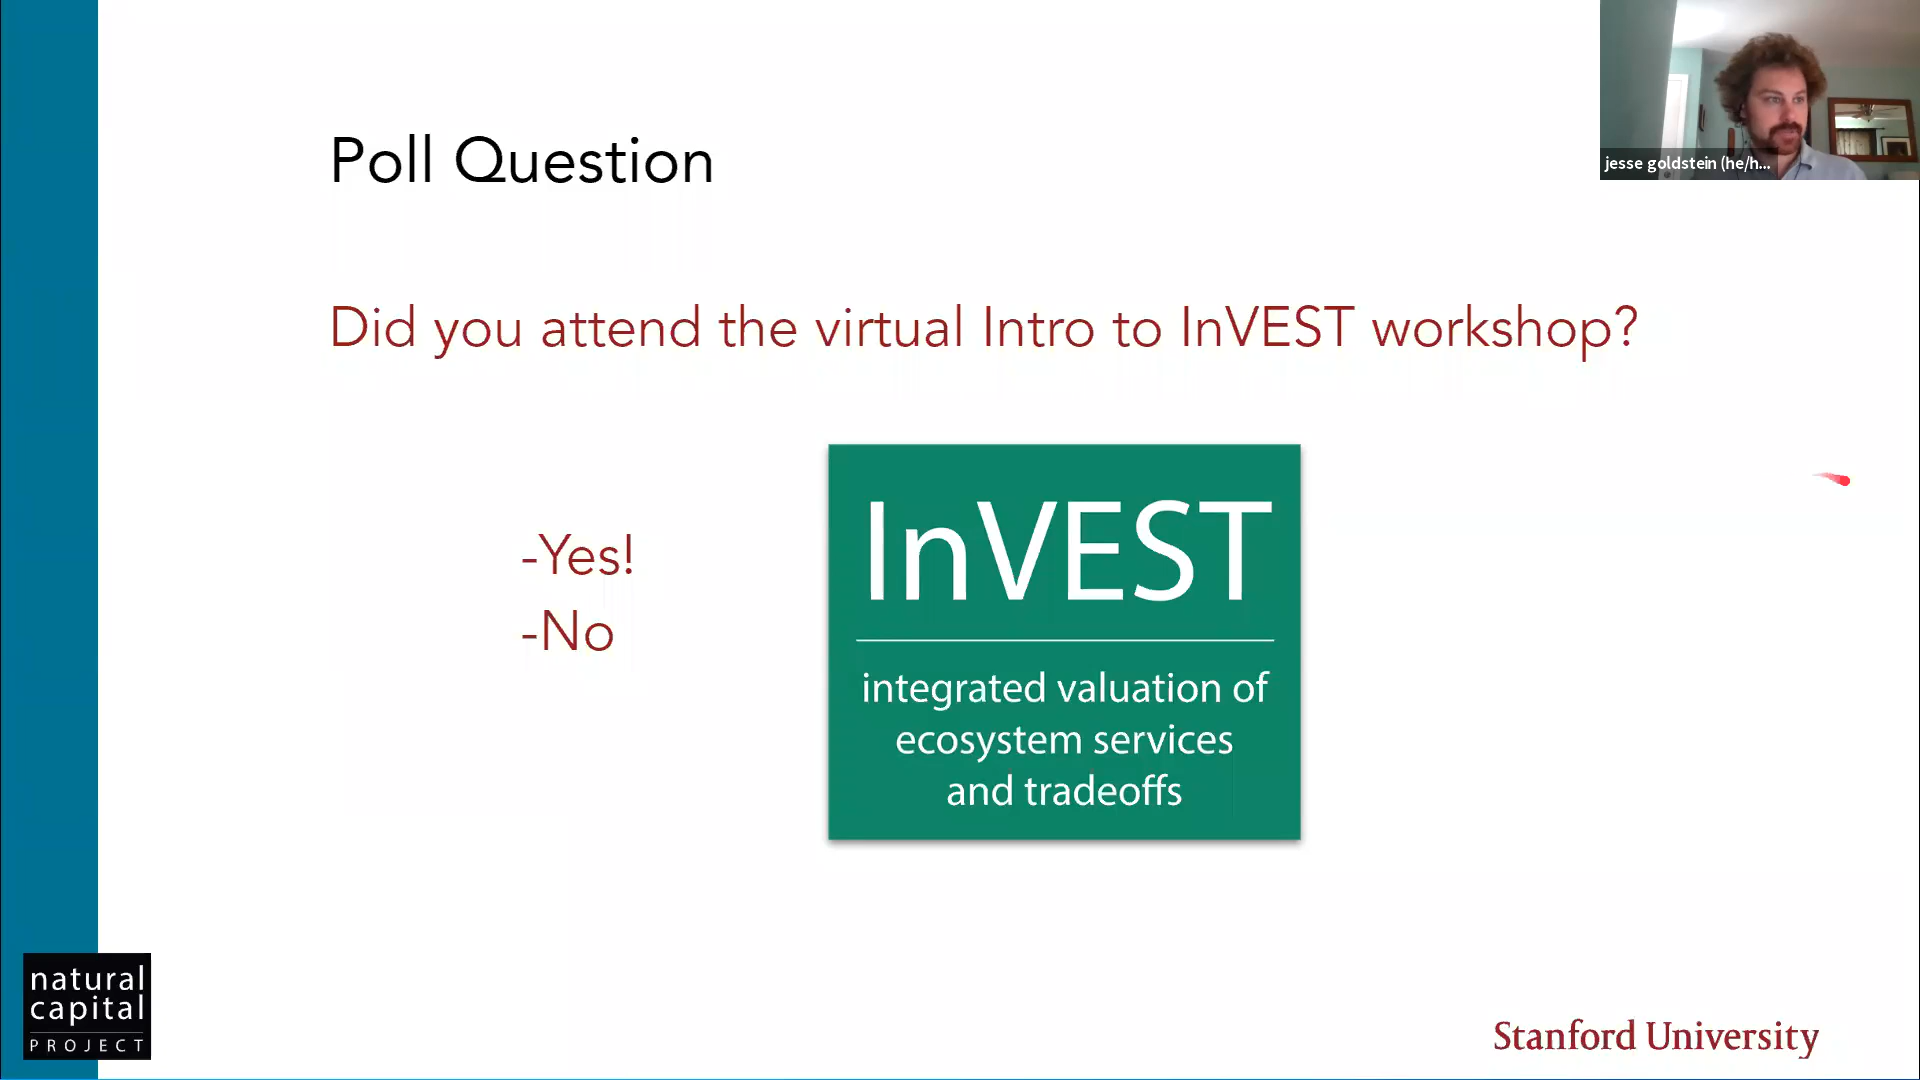 jesse goldstein (he/h...
Poll Question
Did you attend the virtual Intro to InVEST workshop?
-Yes!
-No
InVEST
integrated valuation of
ecosystem services
and tradeoffs
natural
capital
PROJECT
Stanford University